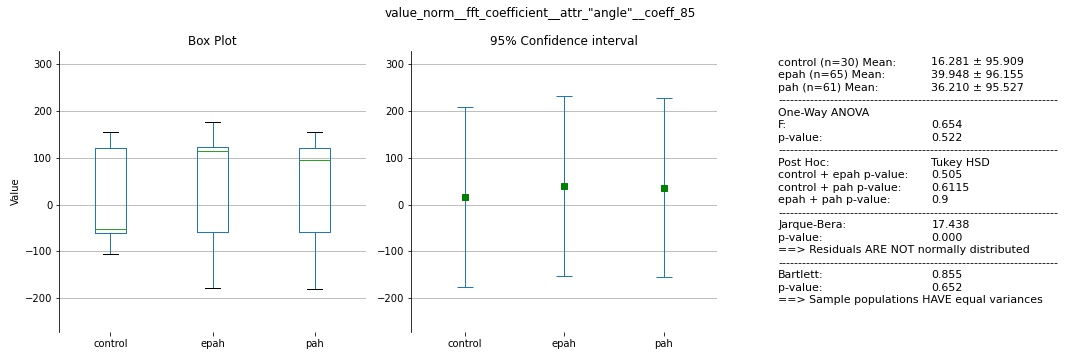 value_norm__fft_coefficient__attr_"angle"__coeff_85
Box Plot
Value
300
200
100
0
−100
−200
control epah pah
95% Confidence interval
300
200
100
0
−100
−200
control epah pah
control (n=30) Mean: 16.281 ± 95.909
epah (n=65) Mean: 39.948 ± 96.155
pah (n=61) Mean: 36.210 ± 95.527
One-Way ANOVA
F: 0.654
p-value: 0.522
Post Hoc: Tukey HSD
control + epah p-value: 0.505
control + pah p-value: 0.6115
epah + pah p-value: 0.9
Jarque-Bera: 17.438
p-value: 0.000
==> Residuals ARE NOT normally distributed
Bartlett: 0.855
p-value: 0.652
==> Sample populations HAVE equal variances